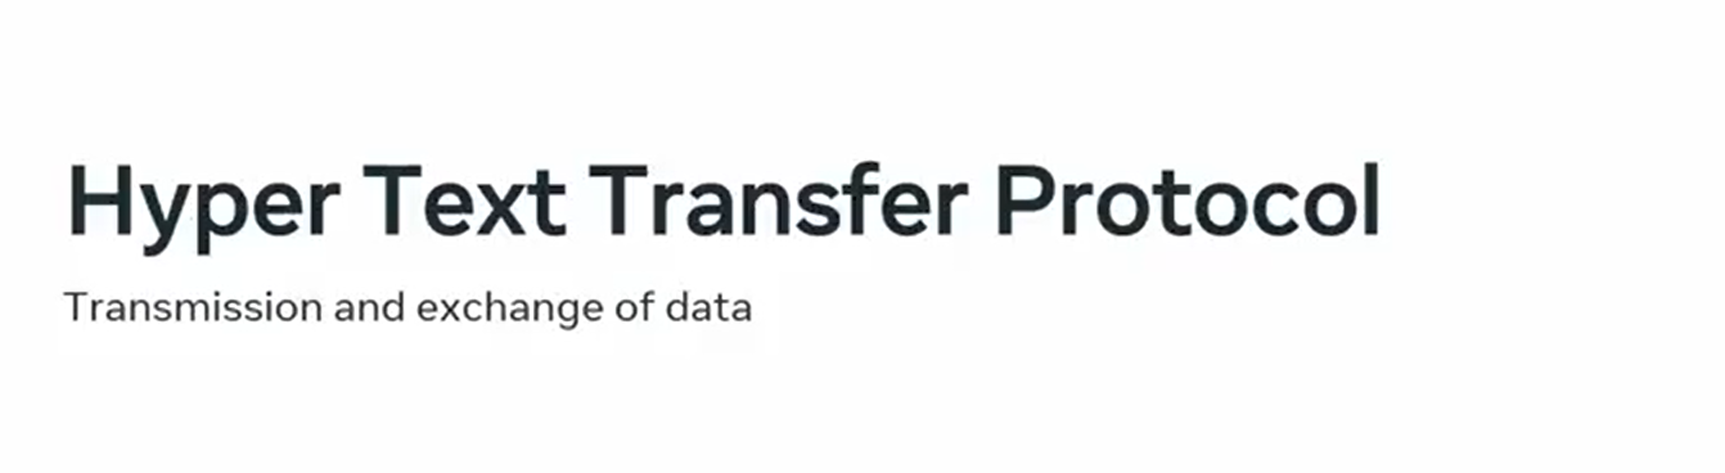 Hyper Text Transfer Protocol
Transmission and exchange of data